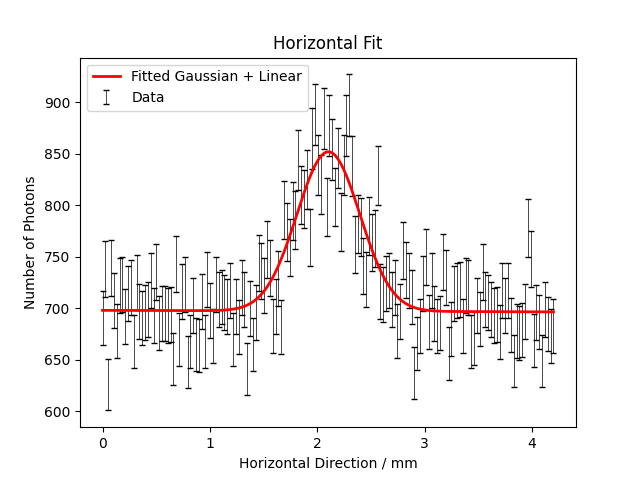 Horizontal Fit
Fitted Gaussian + Linear
Data
Number of Photons
900
850
800
750
700
650
600
0 1 2 3 4
Horizontal Direction / mm